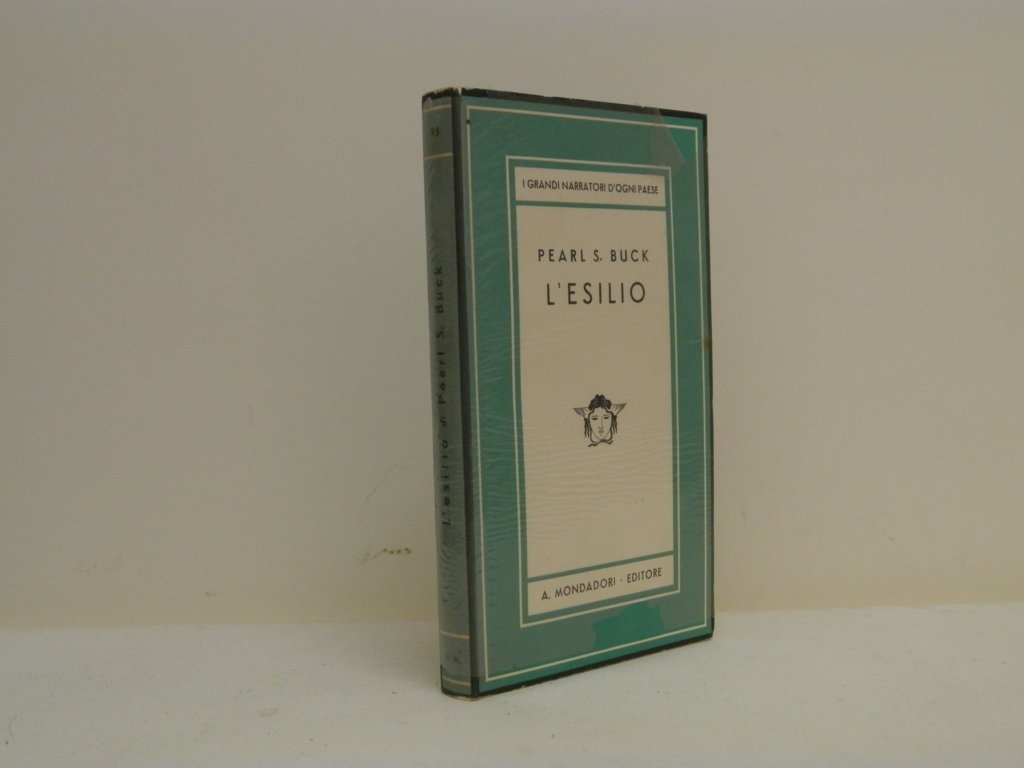 I GRANDI NARRATORI D'OGNI PAESE
PEARL S. BUCK
L'ESILIO
A. MONDADORI · EDITORE
L'esilio di Pearl S. Buck